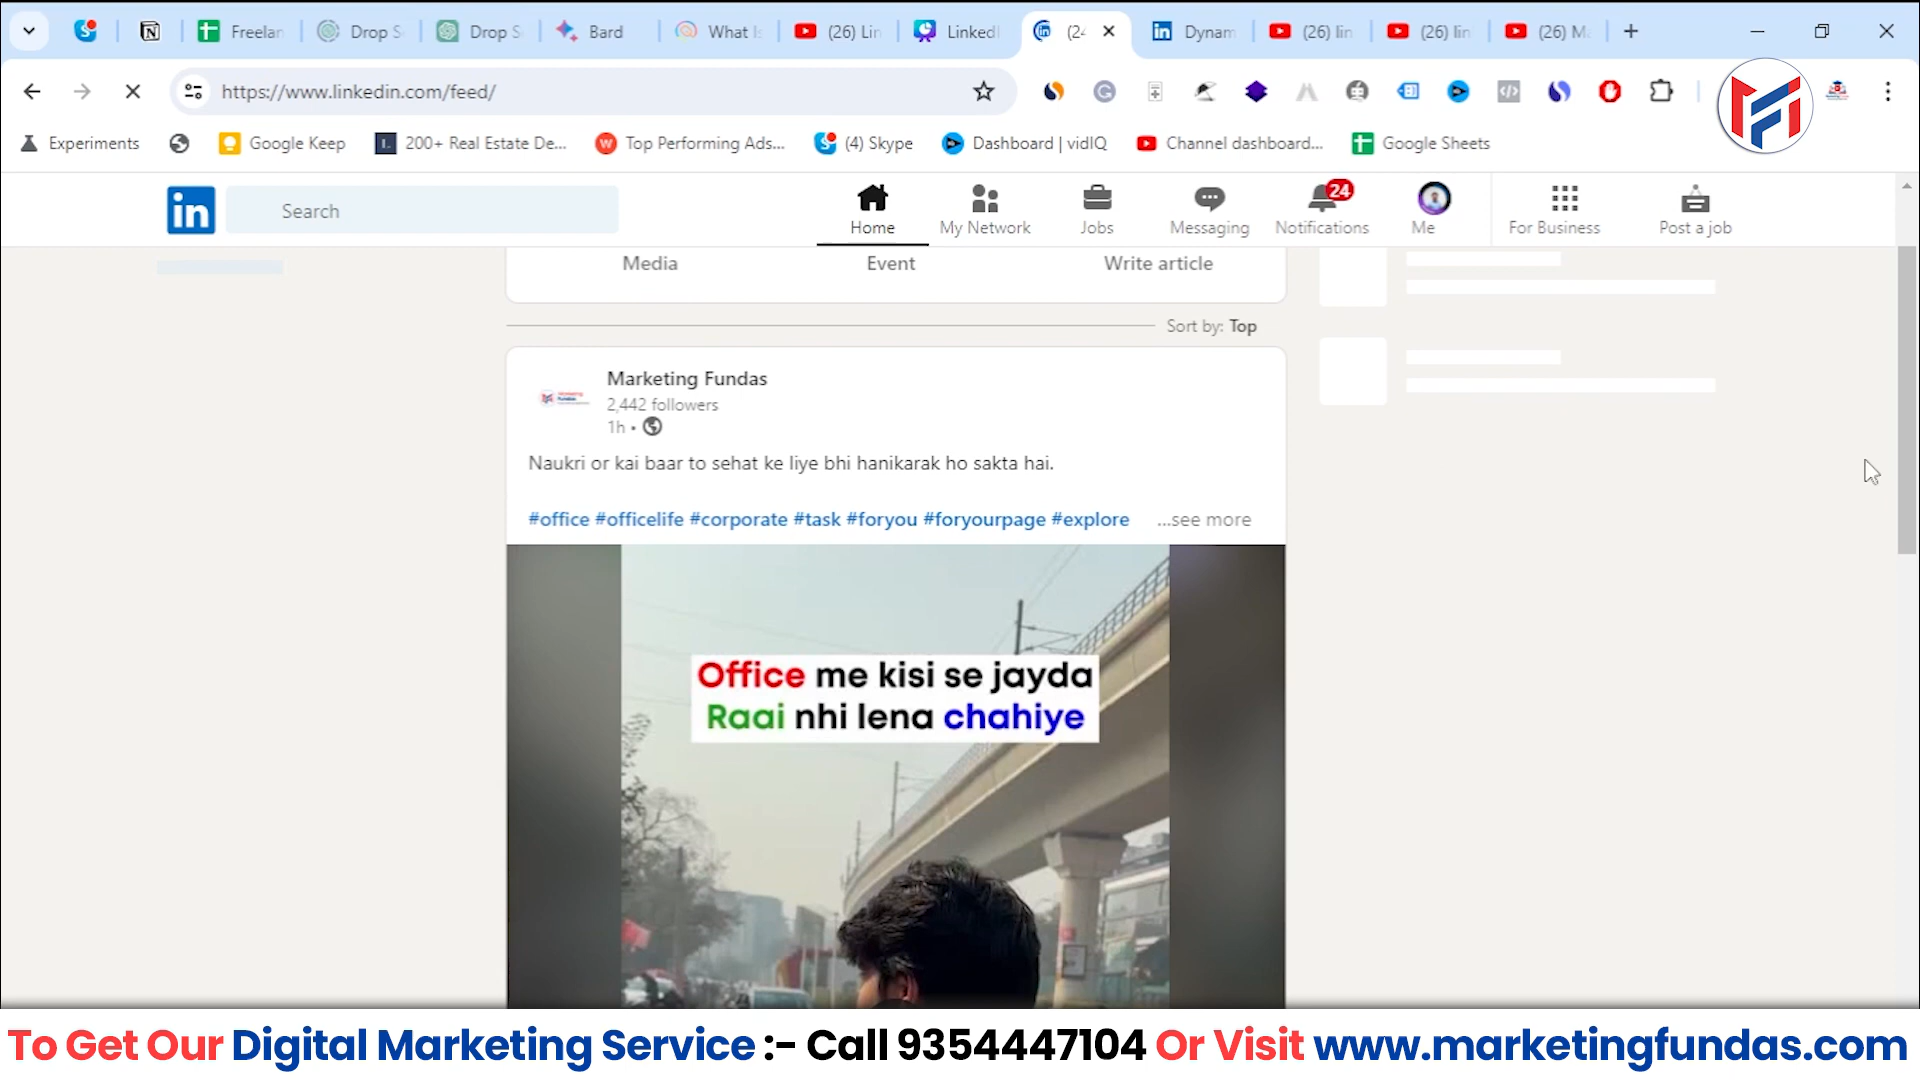 Freelan
Drop S
Drop S
Bard
What Is
(26) Lin
LinkedI
(24
Dynam
(26) lin
(26) lin
(26) Ma
https://www.linkedin.com/feed/
Experiments
Google Keep
200+ Real Estate De...
Top Performing Ads...
(4) Skype
Dashboard | vidIQ
Channel dashboard...
Google Sheets
in
Search
Home
My Network
Jobs
Messaging
24
Notifications
Me
For Business
Post a job
Media
Event
Write article
Sort by: Top
Marketing Fundas
2,442 followers
1h •
Naukri or kai baar to sehat ke liye bhi hanikarak ho sakta hai.
#office #officelife #corporate #task #foryou #foryourpage #explore ...see more
Office me kisi se jayda
Raai nhi lena chahiye
To Get Our Digital Marketing Service :- Call 9354447104 Or Visit www.marketingfundas.com